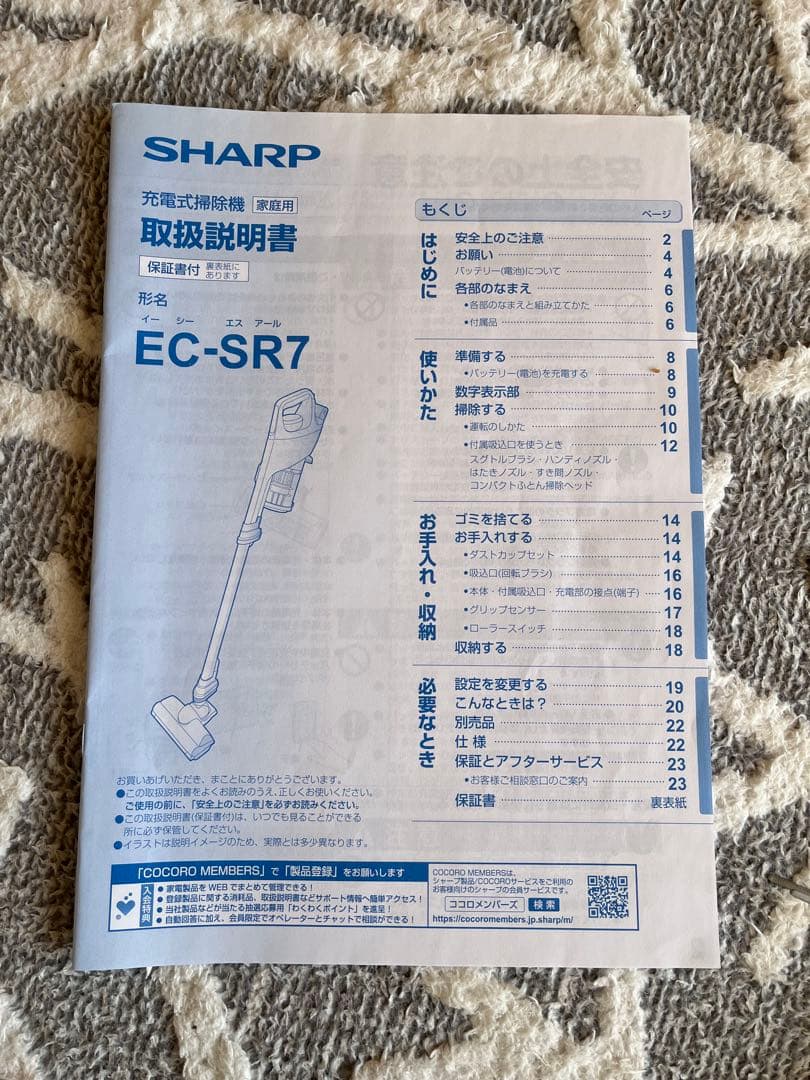 SHARP
充電式掃除機 家庭用
取扱説明書
保証書付 裏表紙にあります
形名
イー シー エス アール
EC-SR7
お買いあげいただき、まことにありがとうございます。
●この取扱説明書をよくお読みのうえ、正しくお使いください。
ご使用の前に、「安全上のご注意」を必ずお読みください。
●この取扱説明書(保証書付)は、いつでも見ることができる
所に必ず保管してください。
●イラストは説明イメージのため、実際とは多少異なります。
もくじ ページ
はじめに
安全上のご注意 2
お願い 4
バッテリー(電池)について 4
各部のなまえ 6
•各部のなまえと組み立てかた 6
•付属品 6
使いかた
準備する 8
•バッテリー(電池)を充電する 8
数字表示部 9
掃除する 10
•運転のしかた 10
•付属吸込口を使うとき 12
スグトルブラシ・ハンディノズル・
はたきノズル・すき間ノズル・
コンパクトふとん掃除ヘッド
お手入れ・収納
ゴミを捨てる 14
お手入れする 14
•ダストカップセット 14
•吸込口(回転ブラシ) 16
•本体・付属吸込口・充電部の接点(端子) 16
•グリップセンサー 17
•ローラースイッチ 18
収納する 18
必要なとき
設定を変更する 19
こんなときは? 20
別売品 22
仕様 22
保証とアフターサービス 23
•お客様ご相談窓口のご案内 23
保証書 裏表紙
「COCORO MEMBERS」で「製品登録」をお願いします
入会特典
● 家電製品を WEB でまとめて管理できる!
● 登録製品に関する消耗品、取扱説明書などサポート情報へ簡単アクセス!
● 当社製品などが当たる抽選応募用「わくわくポイント」を進呈!
● 自動回答に加え、会員限定でオペレーターとチャットで相談ができる!
COCORO MEMBERSは、
シャープ製品/COCOROサービスをご利用の
お客様向けのシャープの会員サービスです。
ココロメンバーズ 検索
https://cocoromembers.jp.sharp/m/